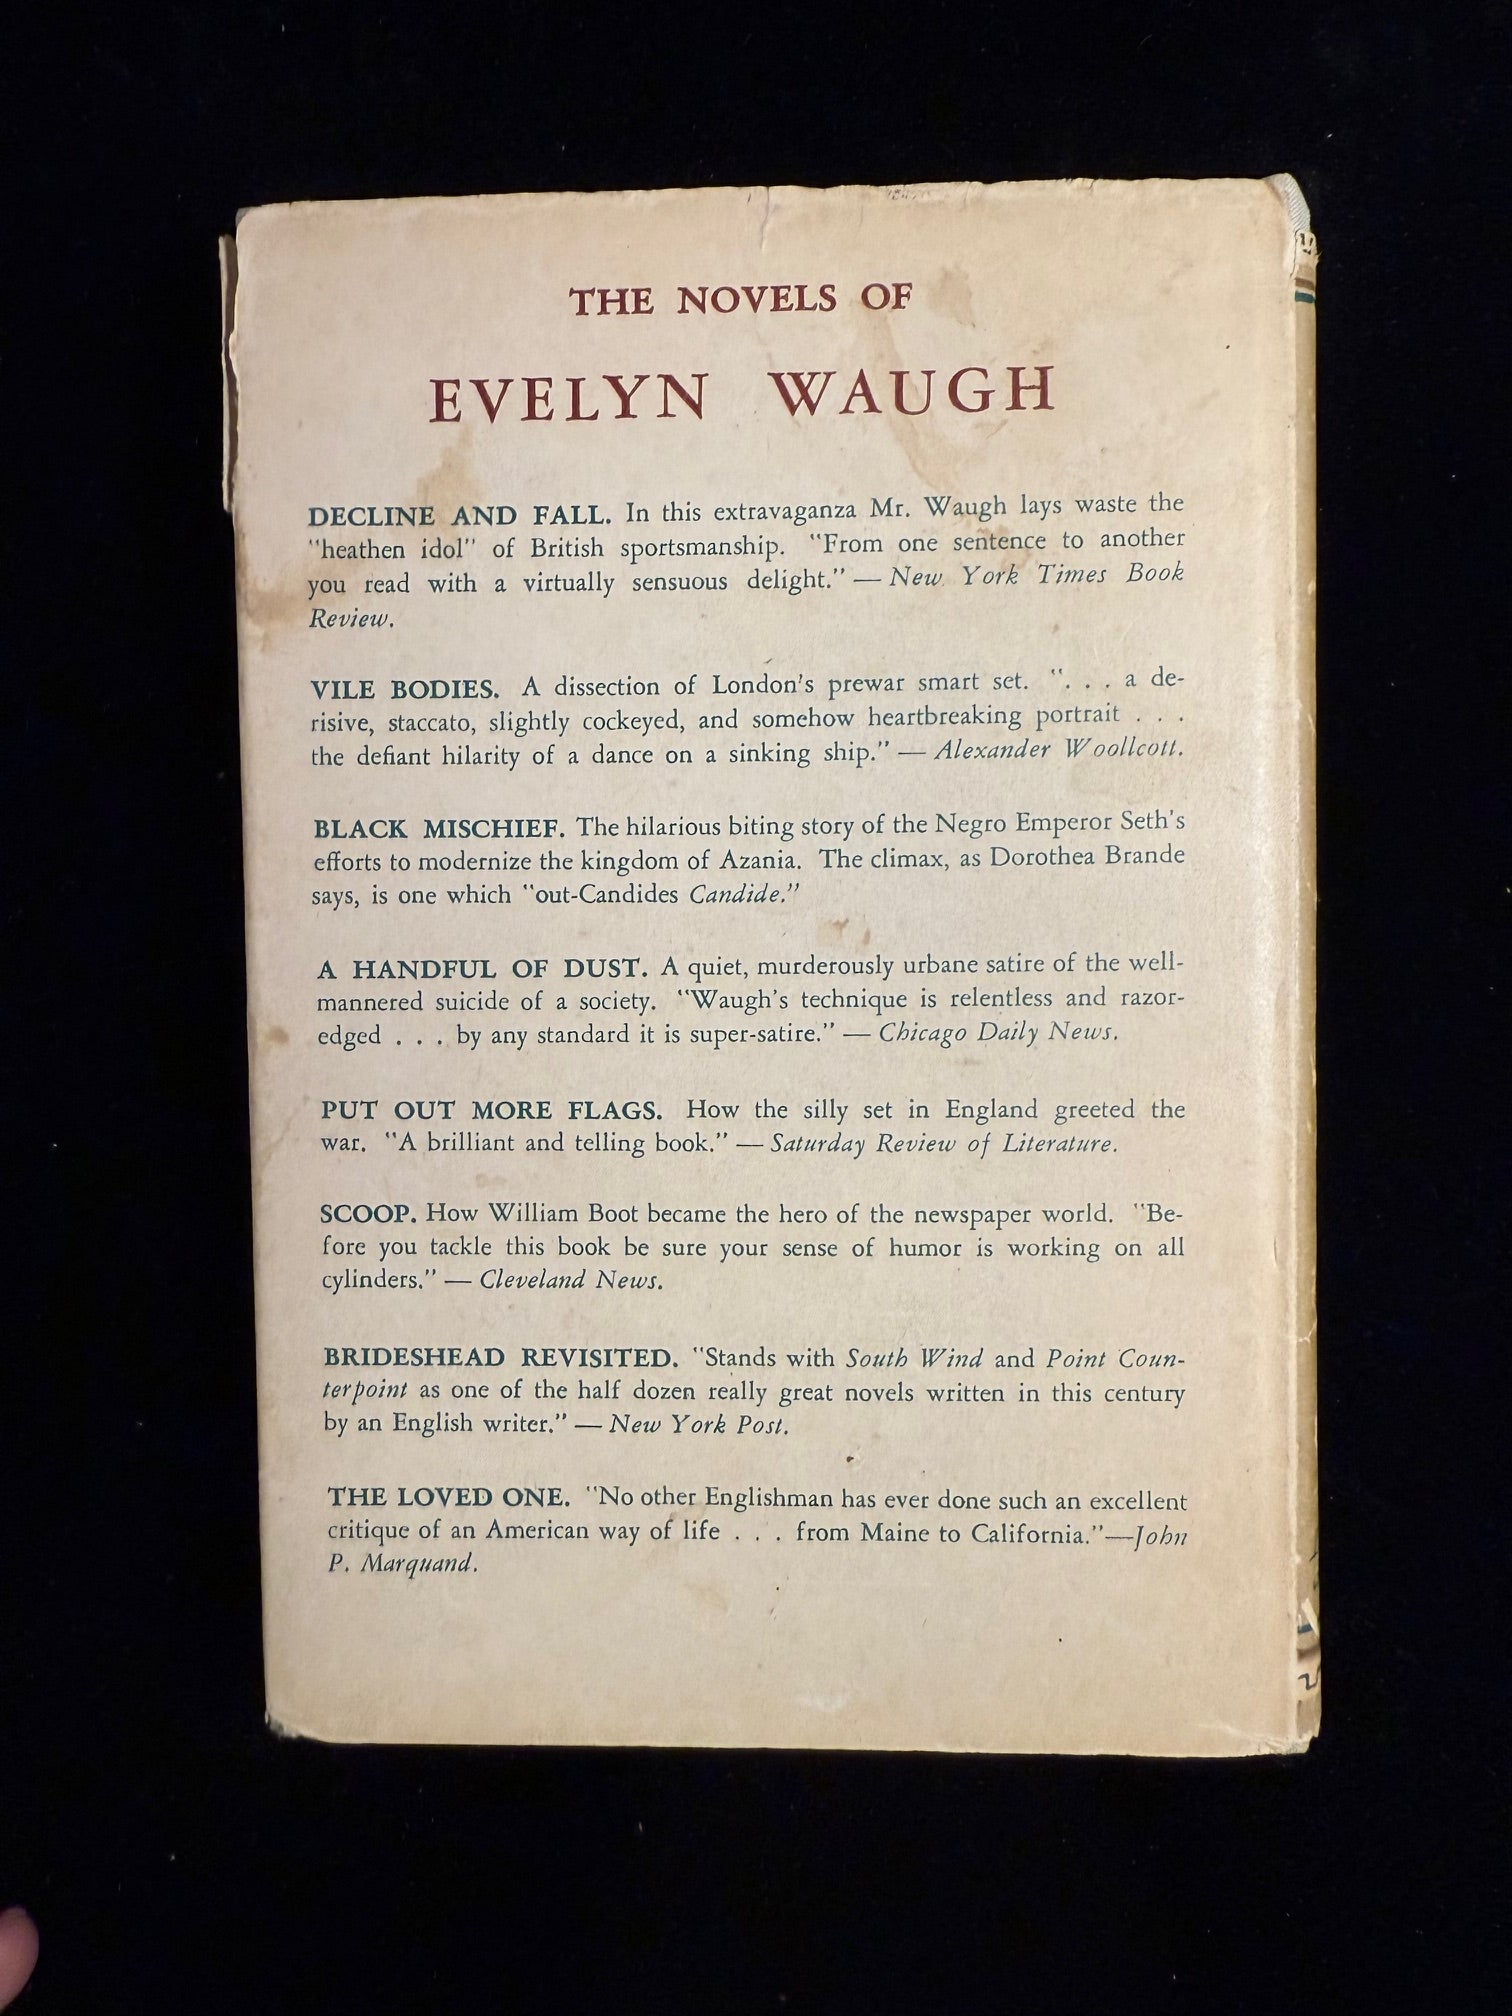 THE NOVELS OF
EVELYN WAUGH
DECLINE AND FALL. In this extravaganza Mr. Waugh lays waste the
"heathen idol" of British sportsmanship. "From one sentence to another
you read with a virtually sensuous delight." — New York Times Book
Review.
VILE BODIES. A dissection of London's prewar smart set. ". . . a de-
risive, staccato, slightly cockeyed, and somehow heartbreaking portrait . . .
the defiant hilarity of a dance on a sinking ship." — Alexander Woollcott.
BLACK MISCHIEF. The hilarious biting story of the Negro Emperor Seth's
efforts to modernize the kingdom of Azania. The climax, as Dorothea Brande
says, is one which "out-Candides Candide."
A HANDFUL OF DUST. A quiet, murderously urbane satire of the well-
mannered suicide of a society. "Waugh's technique is relentless and razor-
edged . . . by any standard it is super-satire." — Chicago Daily News.
PUT OUT MORE FLAGS. How the silly set in England greeted the
war. "A brilliant and telling book." — Saturday Review of Literature.
SCOOP. How William Boot became the hero of the newspaper world. "Be-
fore you tackle this book be sure your sense of humor is working on all
cylinders." — Cleveland News.
BRIDESHEAD REVISITED. "Stands with South Wind and Point Coun-
terpoint as one of the half dozen really great novels written in this century
by an English writer." — New York Post.
THE LOVED ONE. "No other Englishman has ever done such an excellent
critique of an American way of life . . . from Maine to California."—John
P. Marquand.